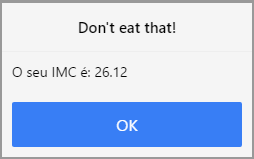 Don't eat that!
O seu IMC é: 26.12
OK